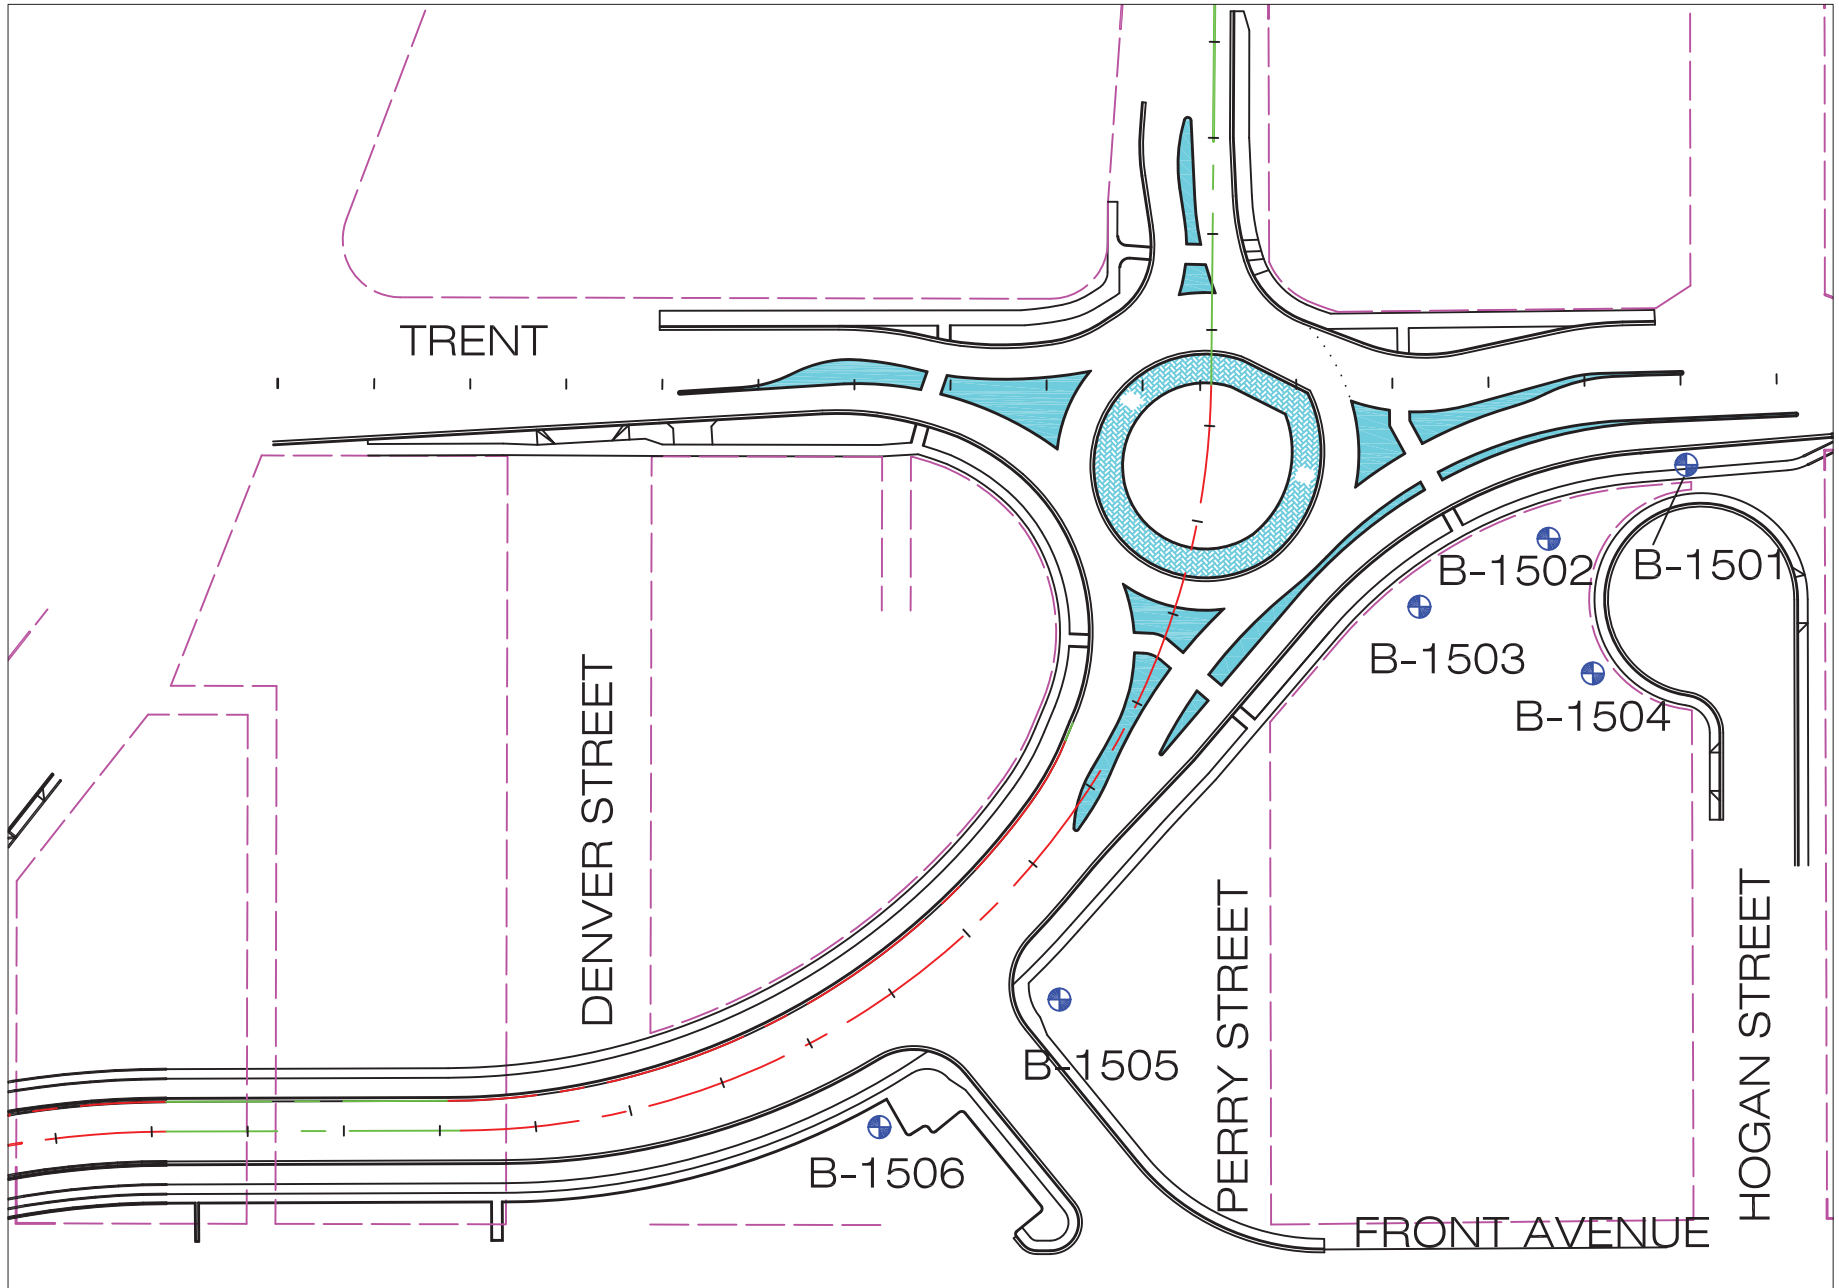 TRENT
B-1502
B-1501
B-1503
B-1504
DENVER STREET
PERRY STREET
HOGAN STREET
B-1505
B-1506
FRONT AVENUE